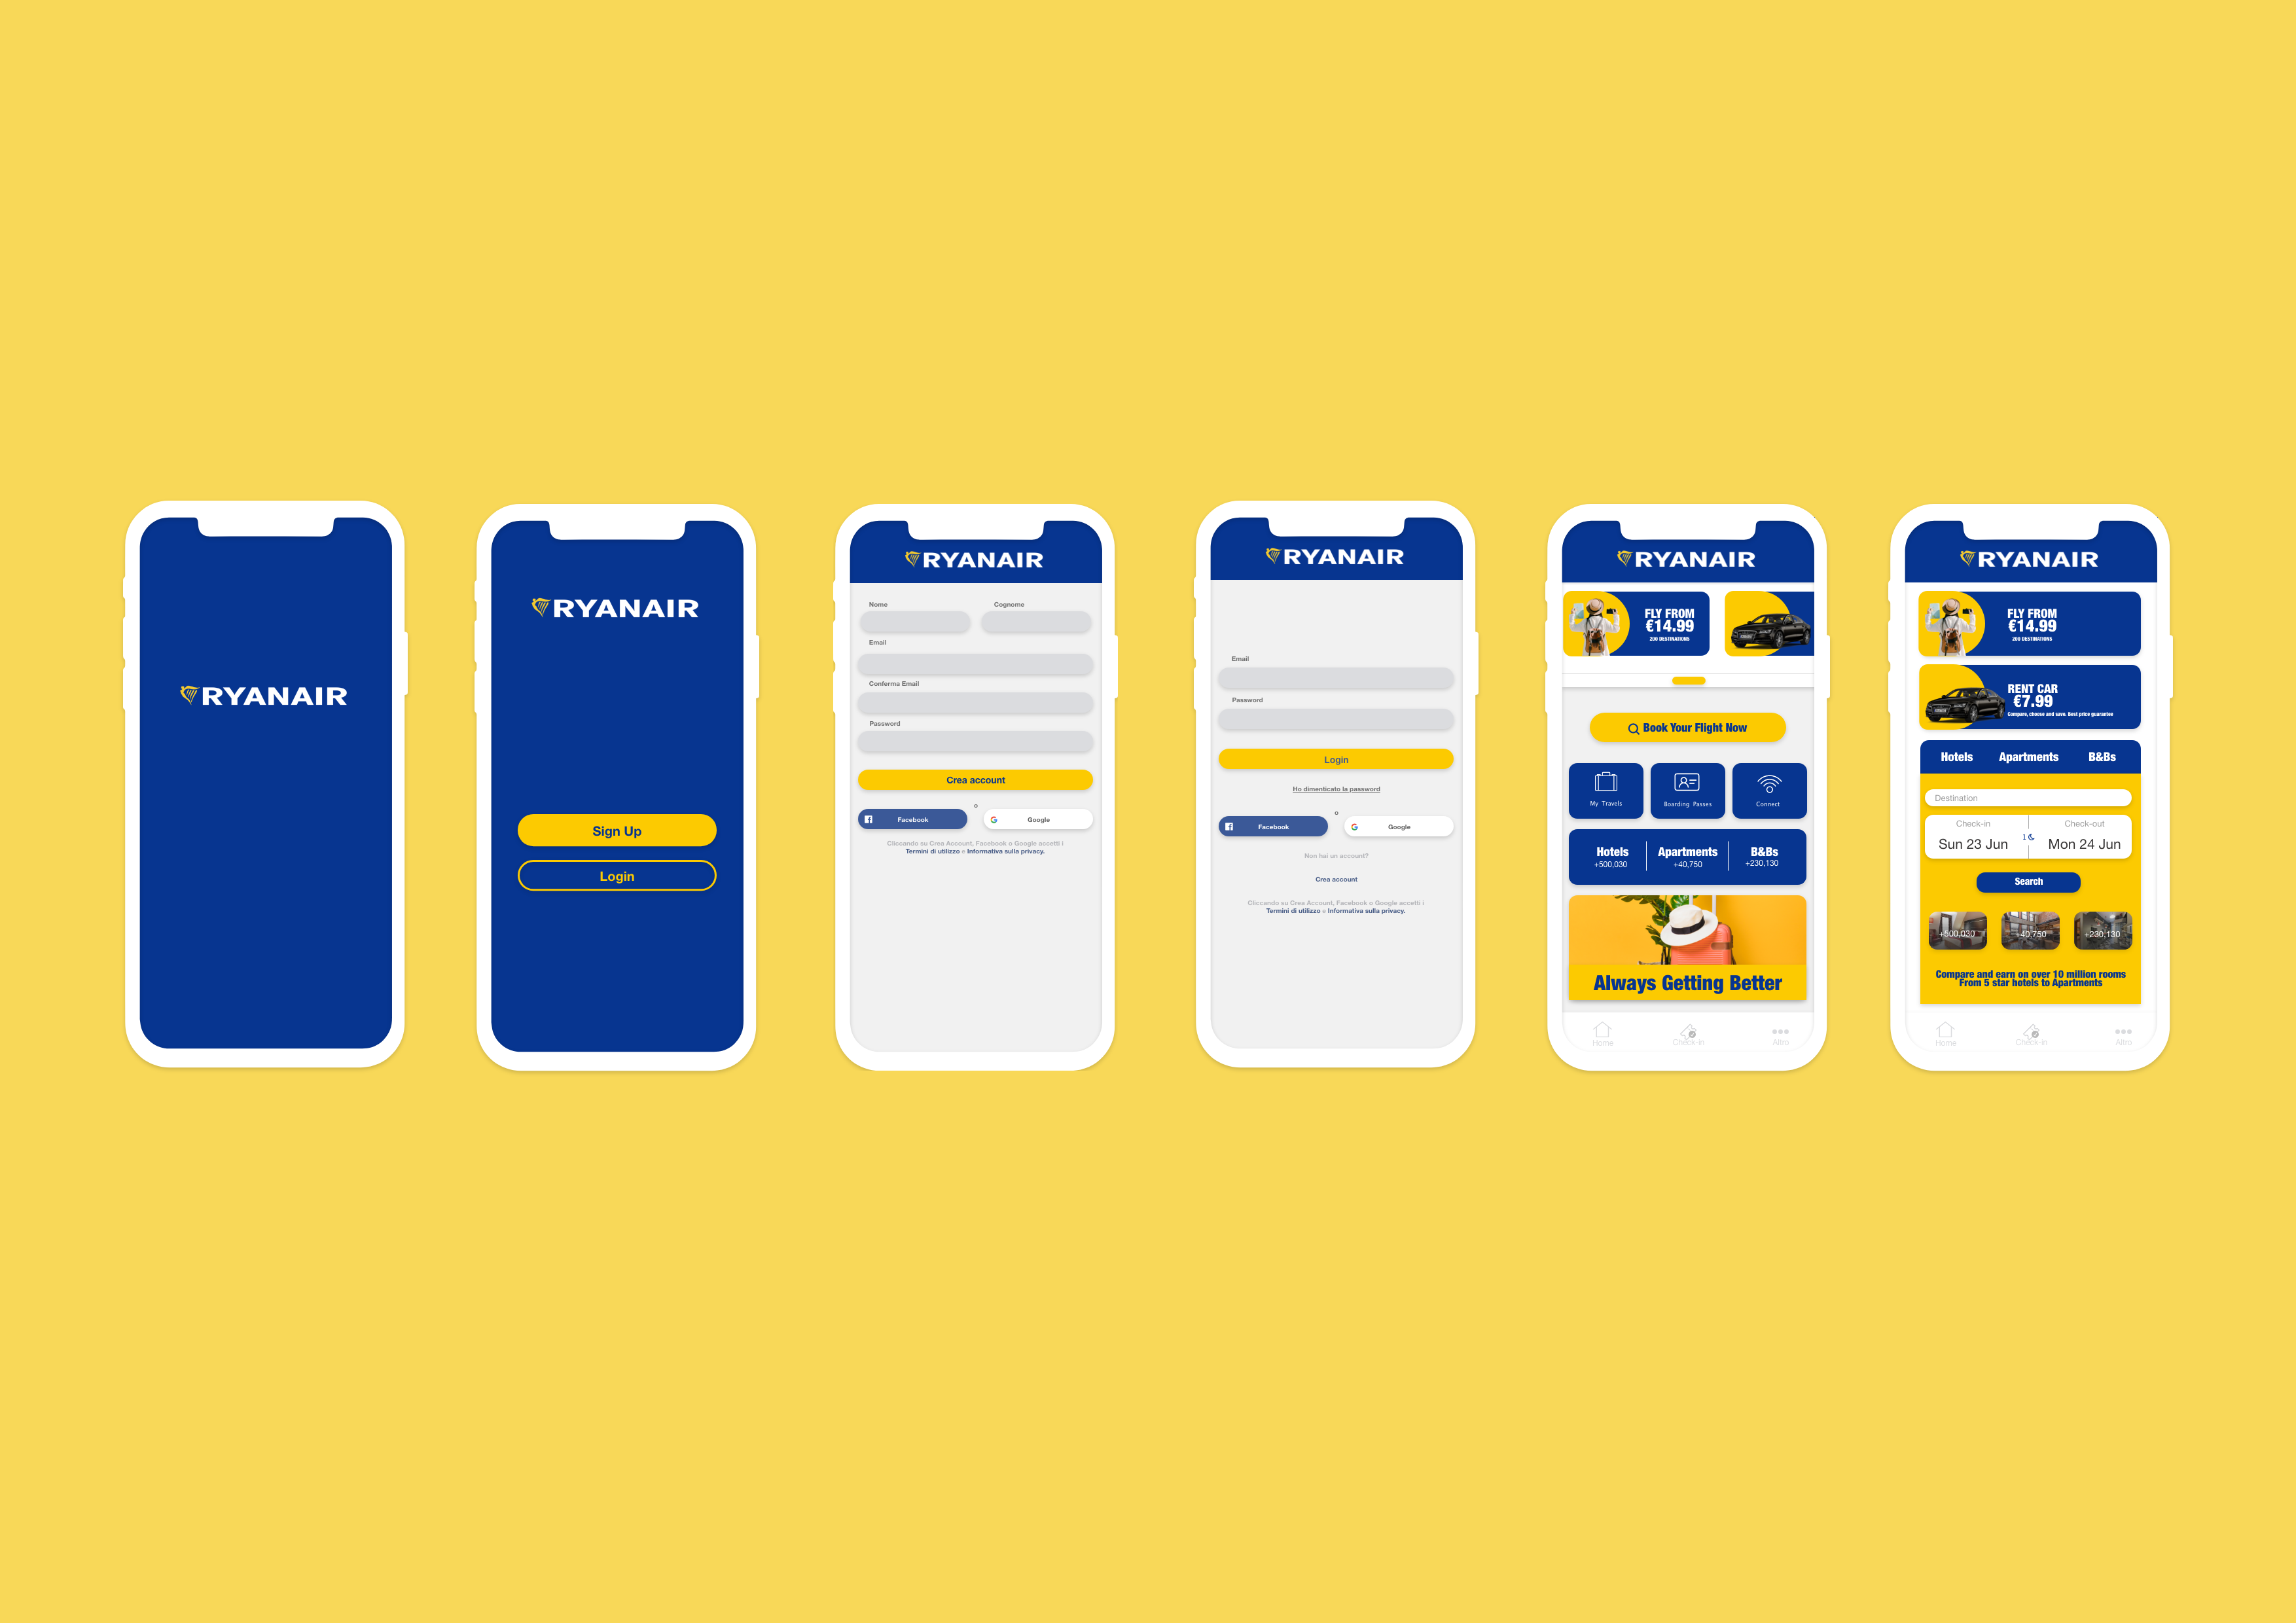 RYANAIR
RYANAIR
Sign Up
Login
RYANAIR
Nome Cognome
Email
Conferma Email
Password
Crea account
o
Facebook Google
Cliccando su Crea Account, Facebook o Google accetti i
Termini di utilizzo e Informativa sulla privacy.
RYANAIR
Email
Password
Login
Ho dimenticato la password
o
Facebook Google
Non hai un account?
Crea account
Cliccando su Crea Account, Facebook o Google accetti i
Termini di utilizzo e Informativa sulla privacy.
RYANAIR
FLY FROM
€14.99
200 DESTINATIONS
Book Your Flight Now
My Travels Boarding Passes Connect
Hotels Apartments B&Bs
+500,030 +40,750 +230,130
Always Getting Better
Home Check-in Altro
RYANAIR
FLY FROM
€14.99
200 DESTINATIONS
RENT CAR
€7.99
Compare, choose and save. Best price guarantee
Hotels Apartments B&Bs
Destination
Check-in Check-out
Sun 23 Jun 1 Mon 24 Jun
Search
+500,030 +40,750 +230,130
Compare and earn on over 10 million rooms
From 5 star hotels to Apartments
Home Check-in Altro